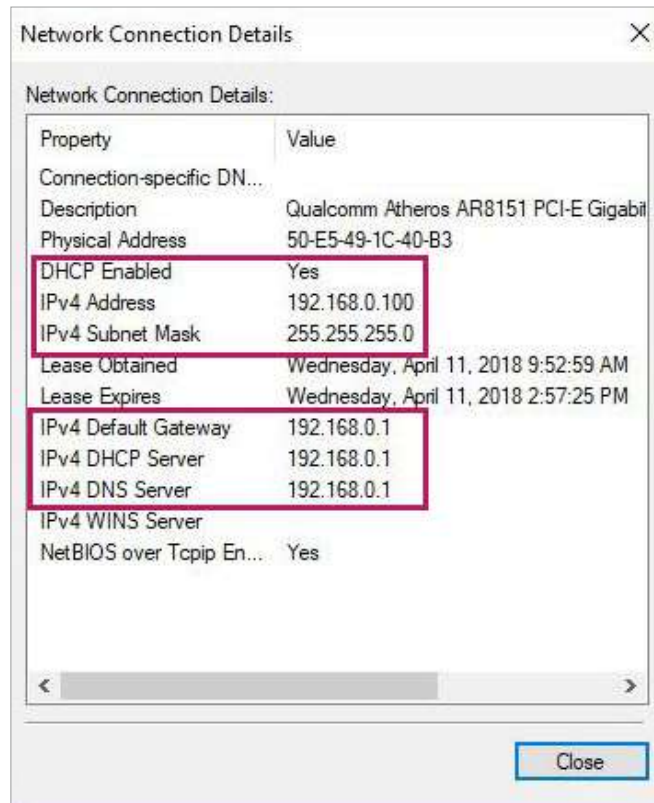 Network Connection Details
Network Connection Details:
Property Value
Connection-specific DN...
Description Qualcomm Atheros AR8151 PCI-E Gigabit
Physical Address 50-E5-49-1C-40-B3
DHCP Enabled Yes
IPv4 Address 192.168.0.100
IPv4 Subnet Mask 255.255.255.0
Lease Obtained Wednesday, April 11, 2018 9:52:59 AM
Lease Expires Wednesday, April 11, 2018 2:57:25 PM
IPv4 Default Gateway 192.168.0.1
IPv4 DHCP Server 192.168.0.1
IPv4 DNS Server 192.168.0.1
IPv4 WINS Server
NetBIOS over Tcpip En... Yes
Close